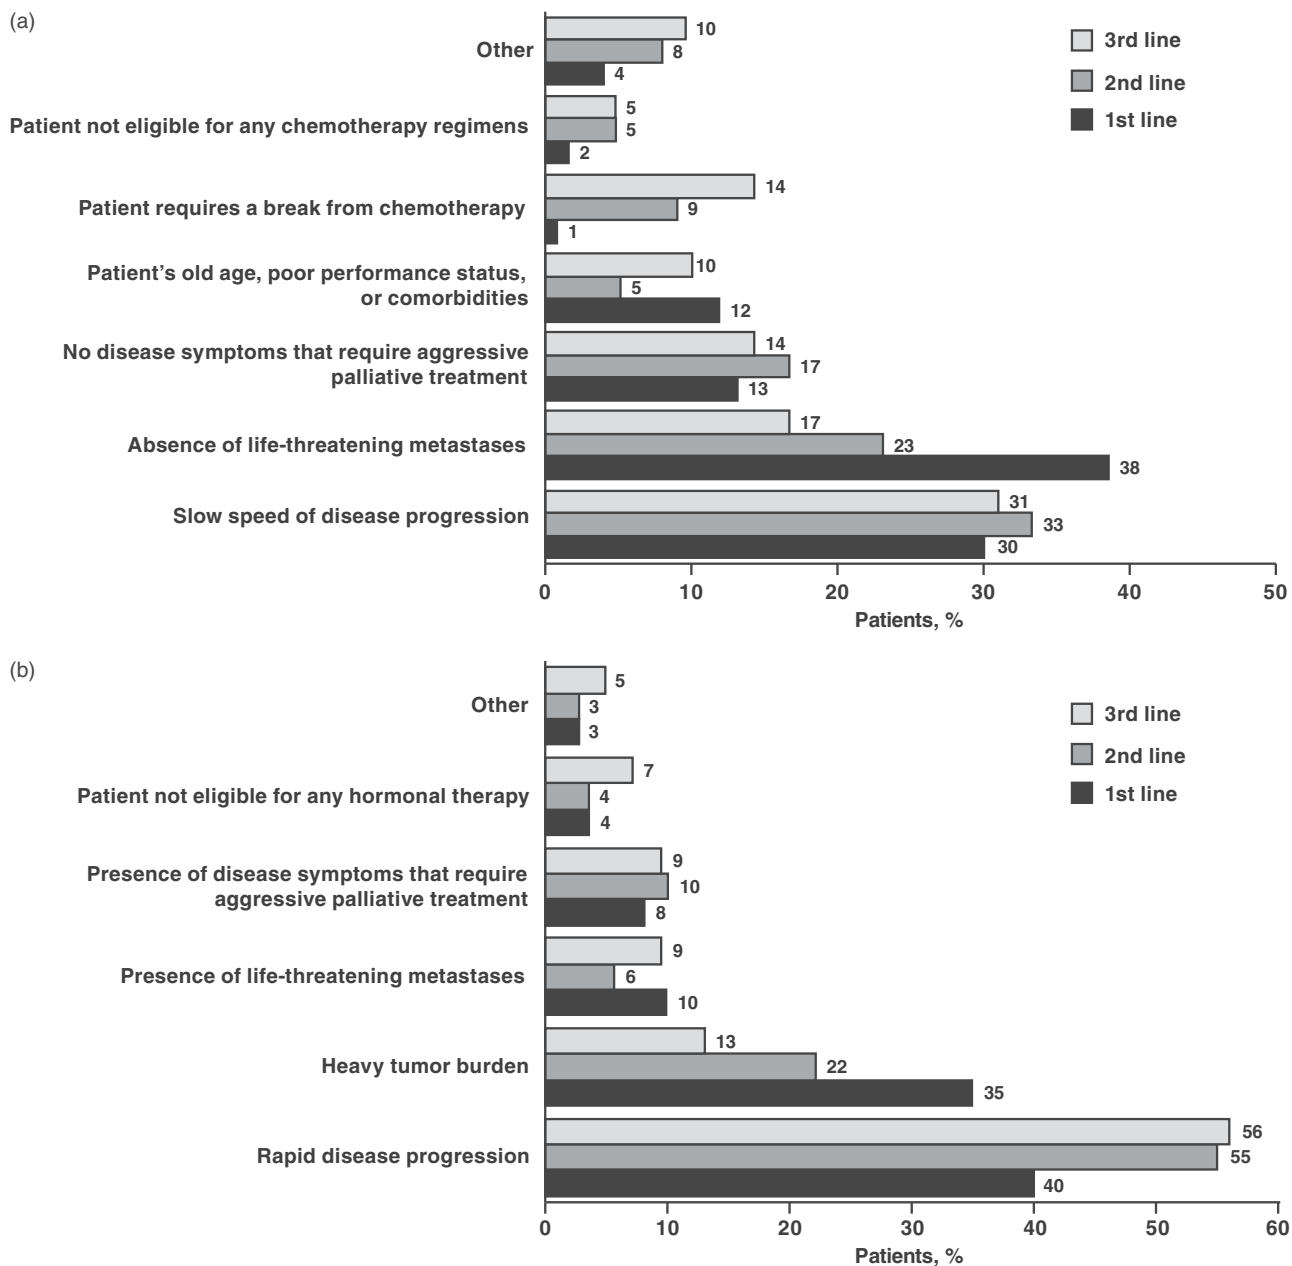 (a)
3rd line
2nd line
1st line
Other
10
8
4
Patient not eligible for any chemotherapy regimens
5
5
2
Patient requires a break from chemotherapy
14
9
1
Patient’s old age, poor performance status,
or comorbidities
10
5
12
No disease symptoms that require aggressive
palliative treatment
14
17
13
Absence of life-threatening metastases
17
23
38
Slow speed of disease progression
31
33
30
0 10 20 30 40 50
Patients, %
(b)
3rd line
2nd line
1st line
Other
5
3
3
Patient not eligible for any hormonal therapy
7
4
4
Presence of disease symptoms that require
aggressive palliative treatment
9
10
8
Presence of life-threatening metastases
9
6
10
Heavy tumor burden
13
22
35
Rapid disease progression
56
55
40
0 10 20 30 40 50 60
Patients, %